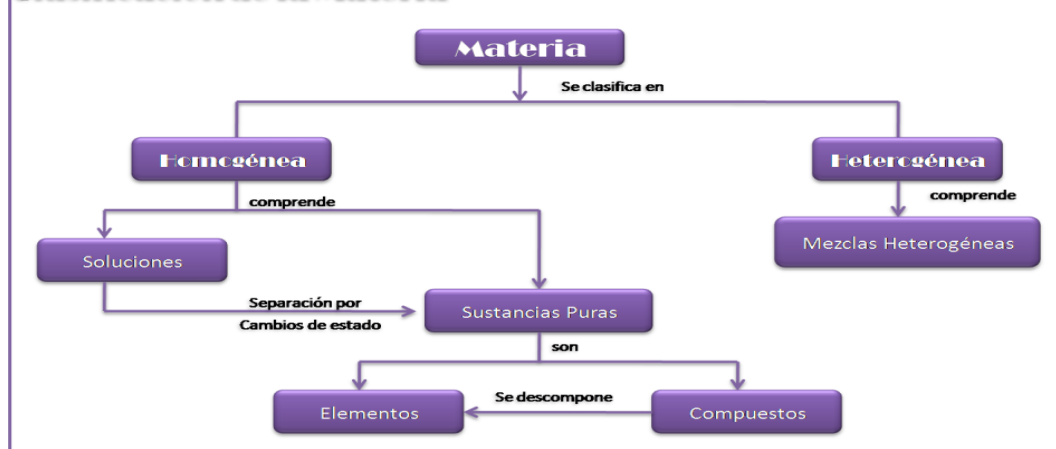 Materia
Se clasifica en
Homogénea
Heterogénea
comprende
comprende
Soluciones
Mezclas Heterogéneas
Separación por
Cambios de estado
Sustancias Puras
son
Elementos
Se descompone
Compuestos